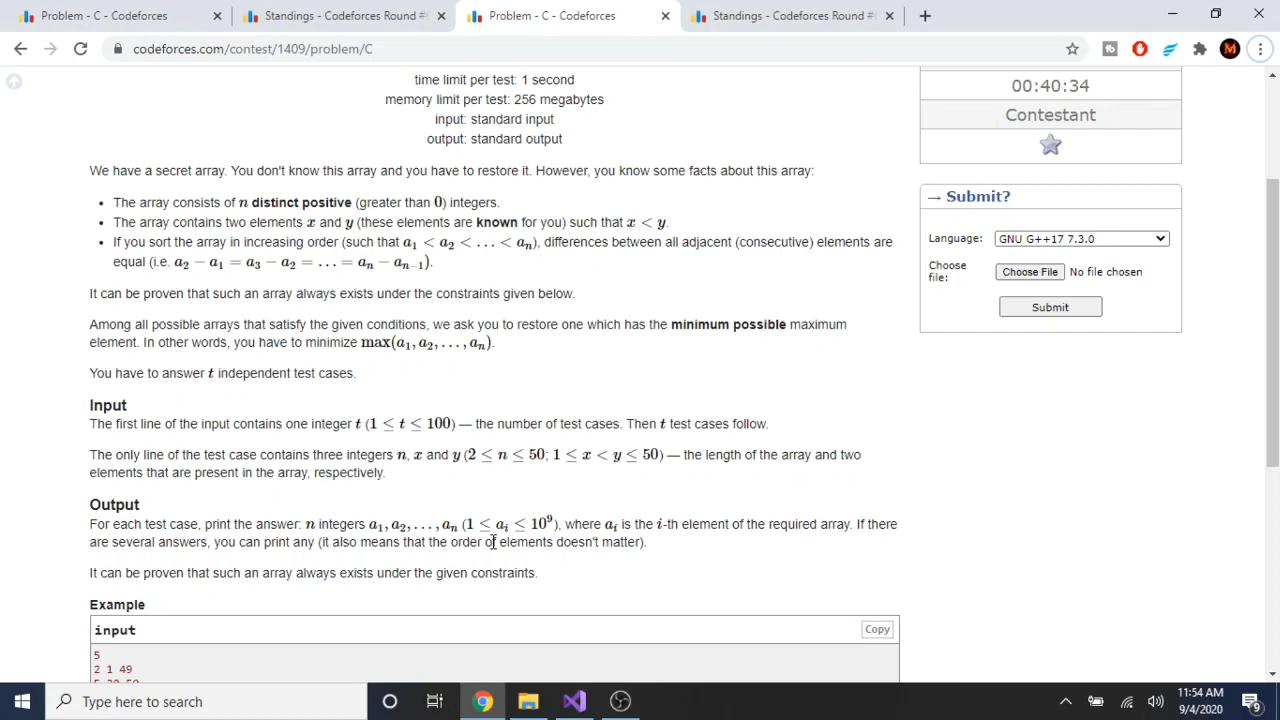 Problem - C - Codeforces
Standings - Codeforces Round #
Problem - C - Codeforces
Standings - Codeforces Round #
codeforces.com/contest/1409/problem/C
time limit per test: 1 second
memory limit per test: 256 megabytes
input: standard input
output: standard output
00:40:34
Contestant
We have a secret array. You don't know this array and you have to restore it. However, you know some facts about this array:
• The array consists of n distinct positive (greater than 0) integers.
• The array contains two elements x and y (these elements are known for you) such that x < y.
• If you sort the array in increasing order (such that a₁ < a₂ < … < aₙ), differences between all adjacent (consecutive) elements are
equal (i.e. a₂ − a₁ = a₃ − a₂ = … = aₙ − aₙ₋₁).
It can be proven that such an array always exists under the constraints given below.
Among all possible arrays that satisfy the given conditions, we ask you to restore one which has the minimum possible maximum
element. In other words, you have to minimize max(a₁, a₂, …, aₙ).
You have to answer t independent test cases.
→ Submit?
Language: GNU G++17 7.3.0
Choose
file: Choose File No file chosen
Submit
Input
The first line of the input contains one integer t (1 ≤ t ≤ 100) — the number of test cases. Then t test cases follow.
The only line of the test case contains three integers n, x and y (2 ≤ n ≤ 50; 1 ≤ x < y ≤ 50) — the length of the array and two
elements that are present in the array, respectively.
Output
For each test case, print the answer: n integers a₁, a₂, …, aₙ (1 ≤ aᵢ ≤ 10⁹), where aᵢ is the i-th element of the required array. If there
are several answers, you can print any (it also means that the order of elements doesn't matter).
It can be proven that such an array always exists under the given constraints.
Example
input
Copy
5
2 1 49
Type here to search
11:54 AM
9/4/2020
9